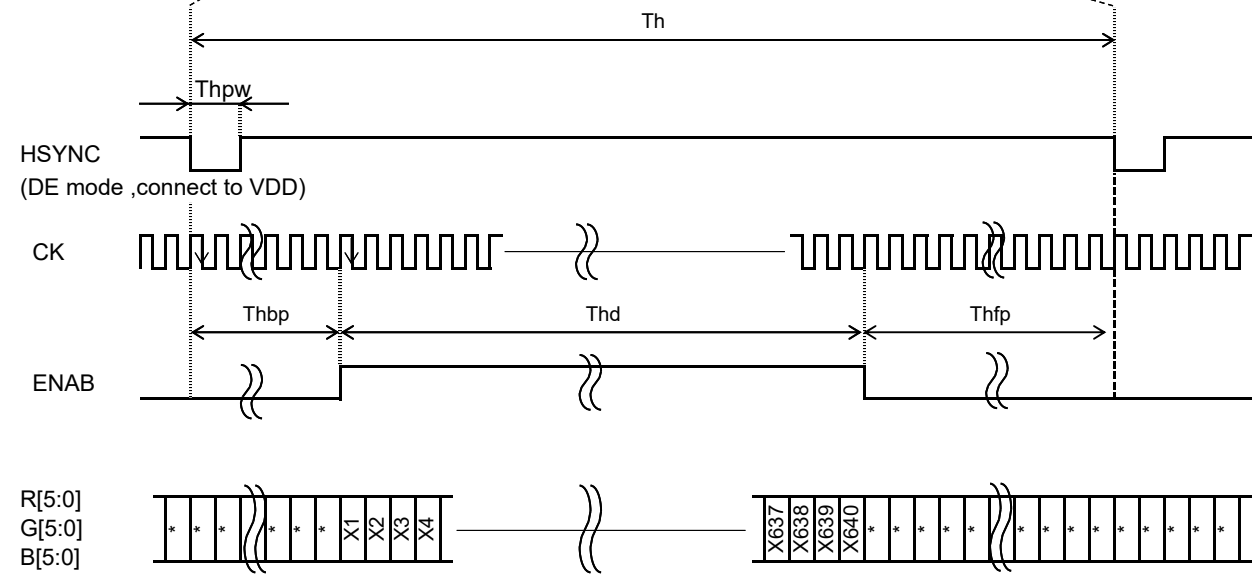 Th
Thpw
HSYNC
(DE mode ,connect to VDD)
CK
Thbp Thd Thfp
ENAB
R[5:0]
G[5:0]
B[5:0]
* * * * * * X1 X2 X3 X4 X637 X638 X639 X640 * * * * * * * * * * * * * *